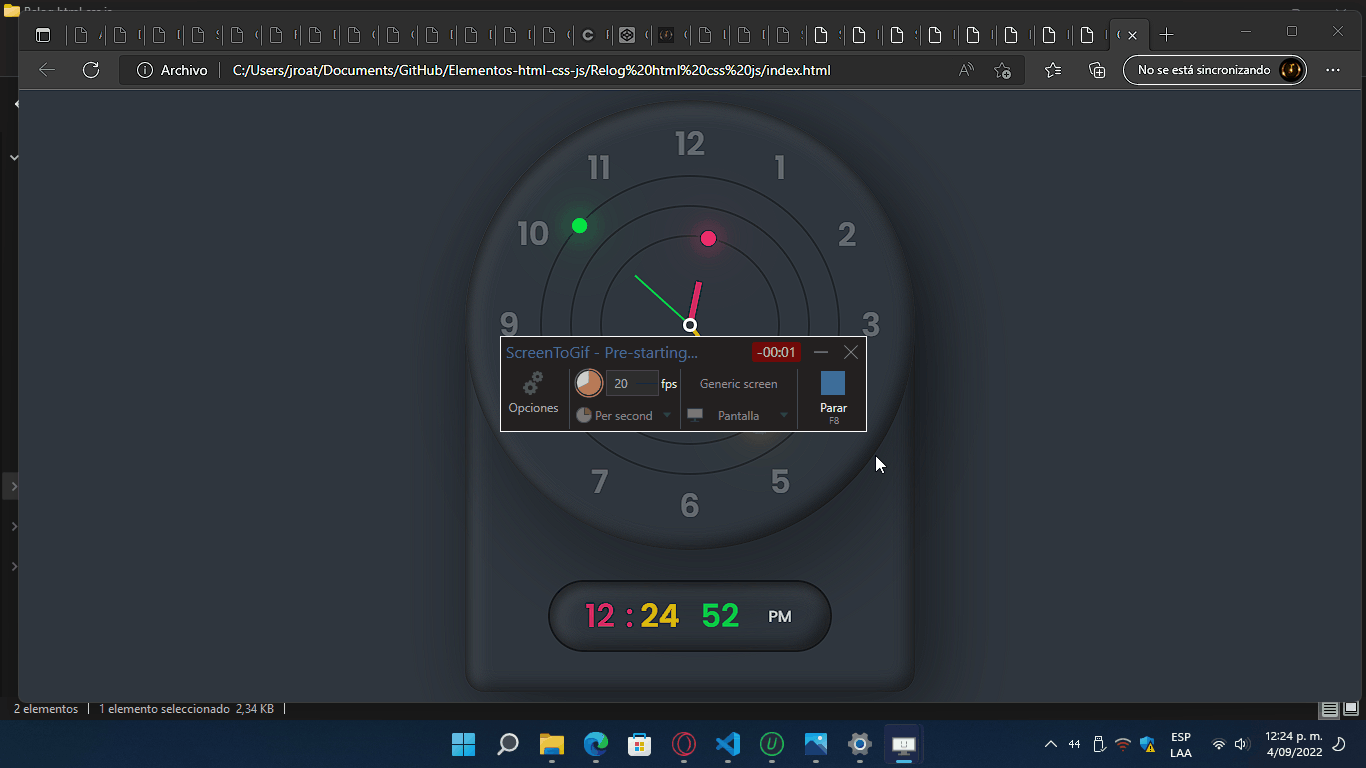 Archivo
C:/Users/jroat/Documents/GitHub/Elementos-html-css-js/Relog%20html%20css%20js/index.html
No se está sincronizando
12
11
1
10
2
9
3
ScreenToGif - Pre-starting...
-00:01
20 fps
Generic screen
Opciones
Per second
Pantalla
Parar
F8
7
5
6
12 : 24 52 PM
2 elementos
1 elemento seleccionado 2,34 KB
44
ESP
LAA
12:24 p. m.
4/09/2022